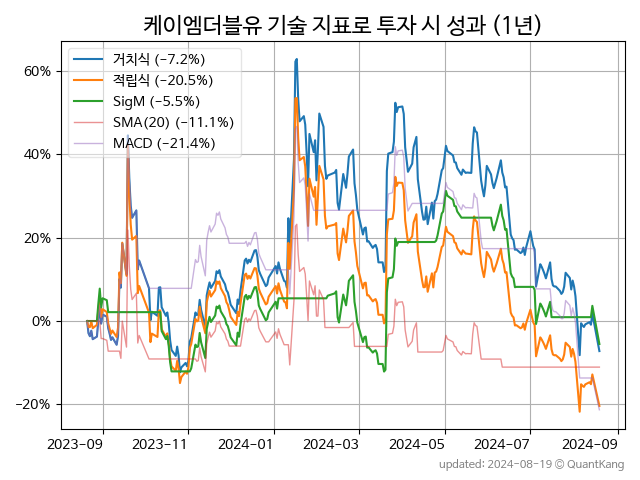 케이엠더블유 기술 지표로 투자 시 성과 (1년)
거치식 (−7.2%)
적립식 (−20.5%)
SigM (−5.5%)
SMA(20) (−11.1%)
MACD (−21.4%)
60%
40%
20%
0%
−20%
2023-09 2023-11 2024-01 2024-03 2024-05 2024-07 2024-09
updated: 2024-08-19 © QuantKang